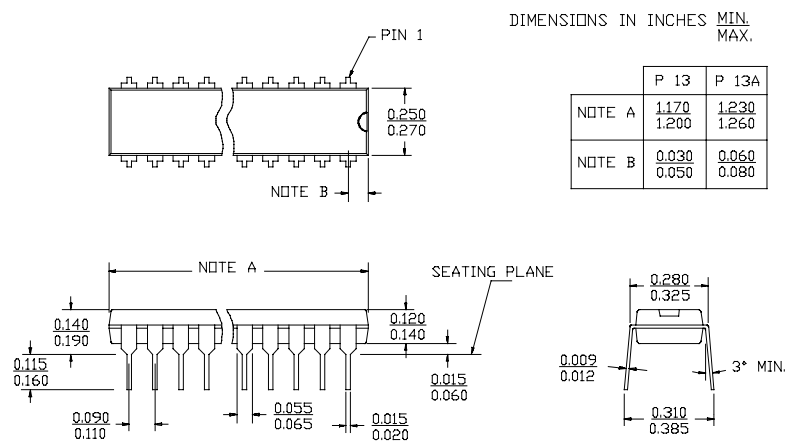 DIMENSIONS IN INCHES MIN.
MAX.
PIN 1
P 13 P 13A
NOTE A 1.170 1.230
1.200 1.260
NOTE B 0.030 0.060
0.050 0.080
0.250
0.270
NOTE B
NOTE A
SEATING PLANE
0.140
0.190
0.120
0.140
0.115
0.160
0.015
0.060
0.090
0.110
0.055
0.065
0.015
0.020
0.280
0.325
0.009
0.012
3° MIN.
0.310
0.385